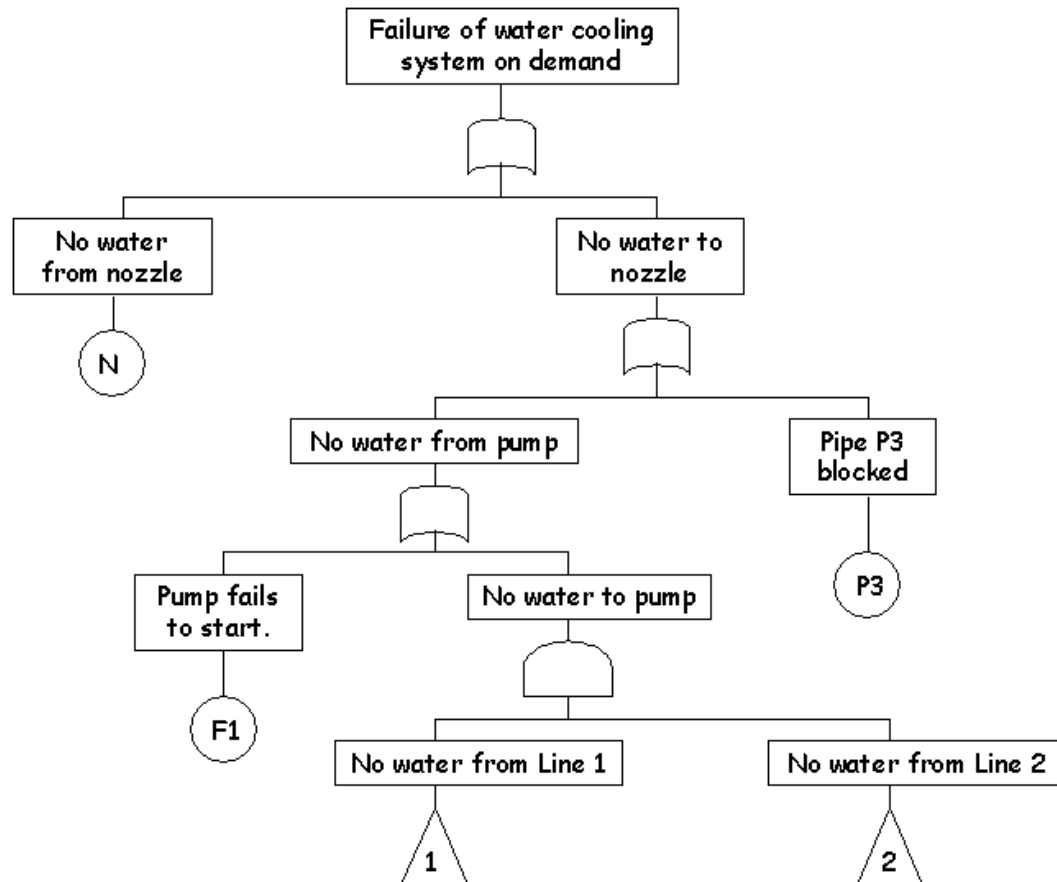 Failure of water cooling
system on demand
No water
from nozzle
No water to
nozzle
N
No water from pump
Pipe P3
blocked
Pump fails
to start.
No water to pump
P3
F1
No water from Line 1
No water from Line 2
1
2